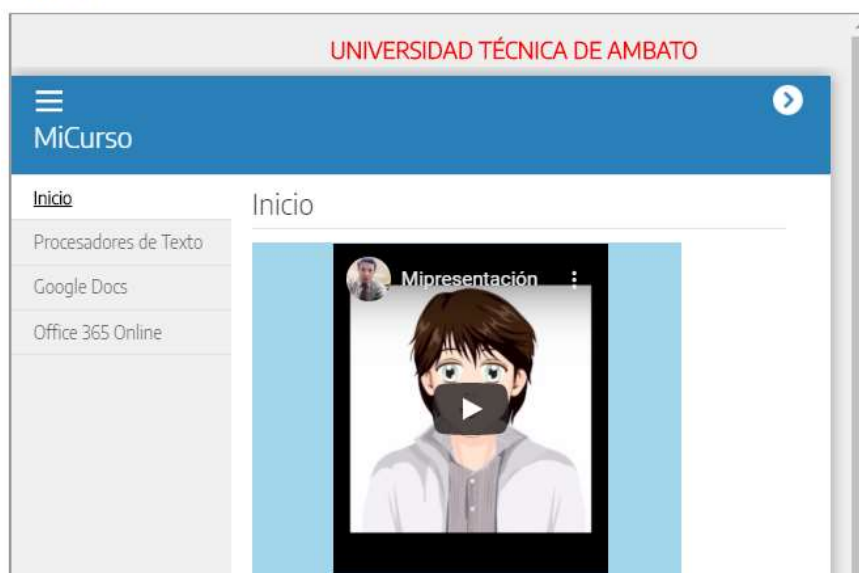 UNIVERSIDAD TÉCNICA DE AMBATO
MiCurso
Inicio
Procesadores de Texto
Google Docs
Office 365 Online
Inicio
Mipresentación